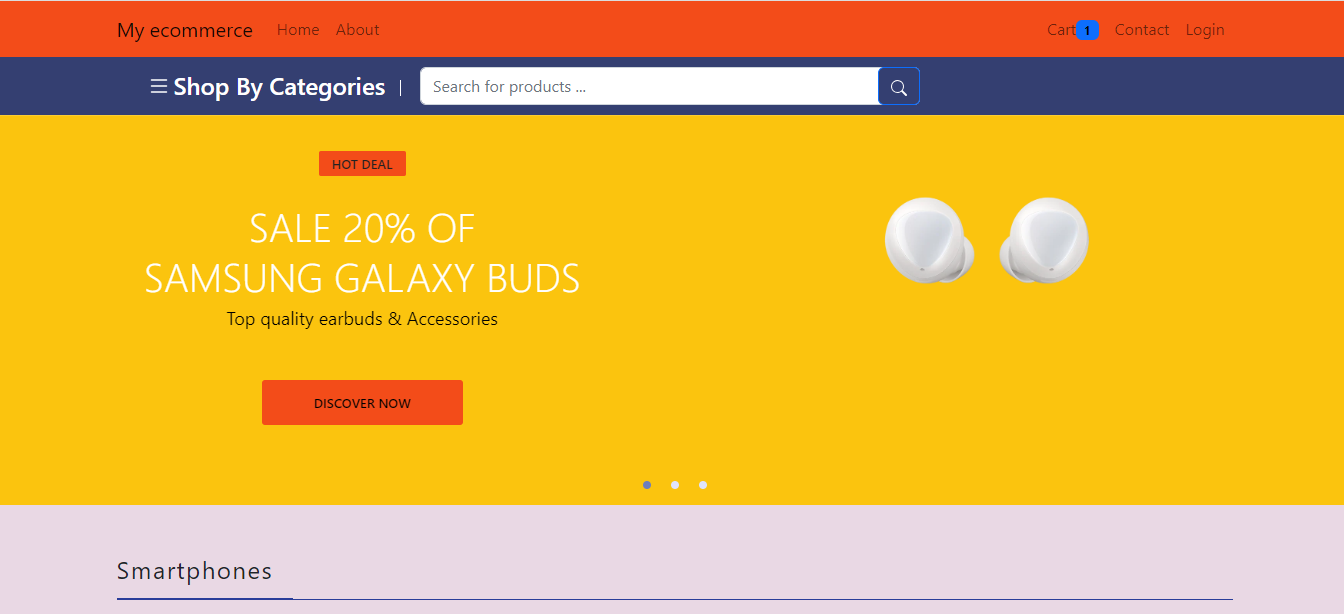 My ecommerce Home About Cart 1 Contact Login
Shop By Categories | Search for products ...
HOT DEAL
SALE 20% OF
SAMSUNG GALAXY BUDS
Top quality earbuds & Accessories
DISCOVER NOW
Smartphones